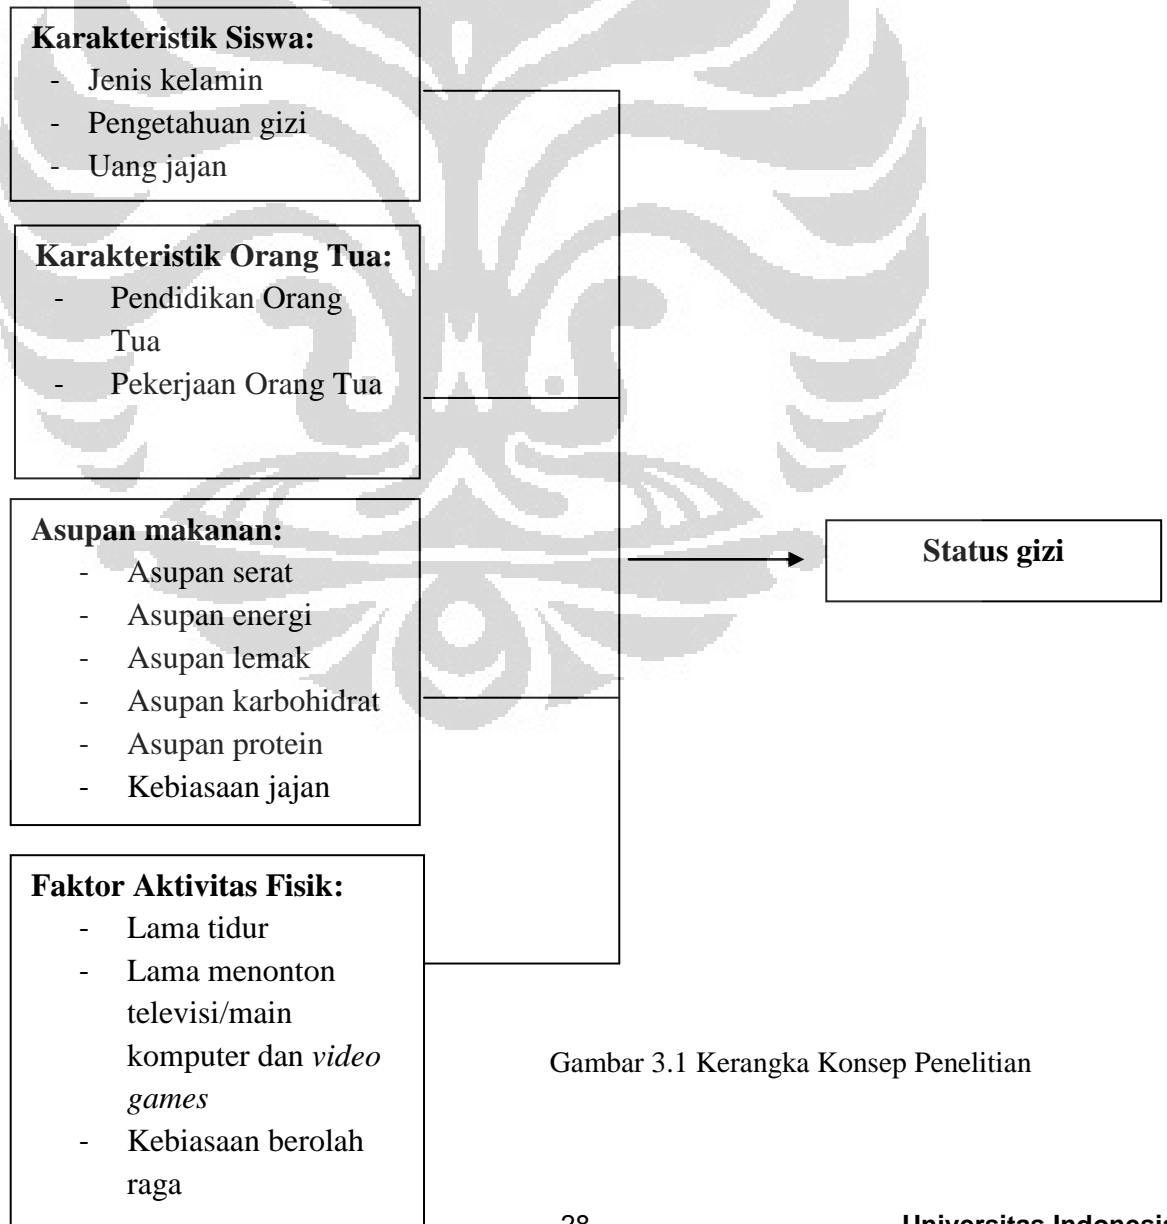 Karakteristik Siswa:
- Jenis kelamin
- Pengetahuan gizi
- Uang jajan
Karakteristik Orang Tua:
- Pendidikan Orang
Tua
- Pekerjaan Orang Tua
Asupan makanan:
- Asupan serat
- Asupan energi
- Asupan lemak
- Asupan karbohidrat
- Asupan protein
- Kebiasaan jajan
Status gizi
Faktor Aktivitas Fisik:
- Lama tidur
- Lama menonton
televisi/main
komputer dan video
games
- Kebiasaan berolah
raga
Gambar 3.1 Kerangka Konsep Penelitian
28
Universitas Indonesia